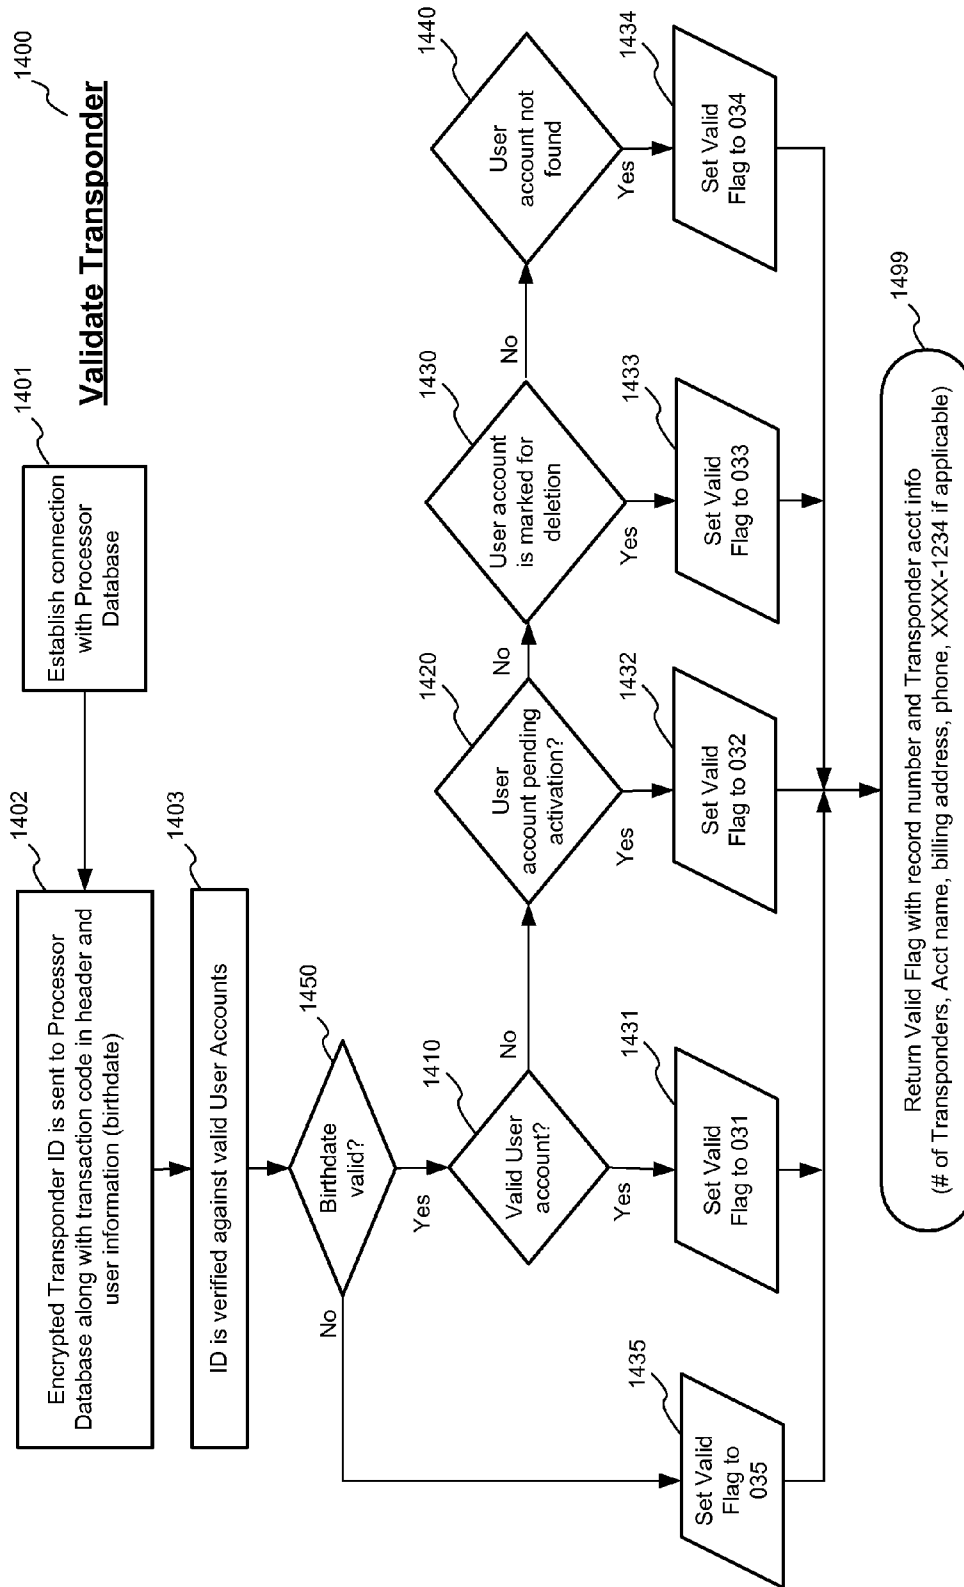 1400
Validate Transponder
1401
Establish connection
with Processor
Database
1402
Encrypted Transponder ID is sent to Processor
Database along with transaction code in header and
user information (birthdate)
1403
ID is verified against valid User Accounts
1450
Birthdate
valid?
No
Yes
1410
Valid User
account?
No
Yes
1420
User
account pending
activation?
No
Yes
1430
User account
is marked for
deletion
No
Yes
1440
User
account not
found
Yes
1435
Set Valid
Flag to
035
1431
Set Valid
Flag to 031
1432
Set Valid
Flag to 032
1433
Set Valid
Flag to 033
1434
Set Valid
Flag to 034
1499
Return Valid Flag with record number and Transponder acct info
(# of Transponders, Acct name, billing address, phone, XXXX-1234 if applicable)